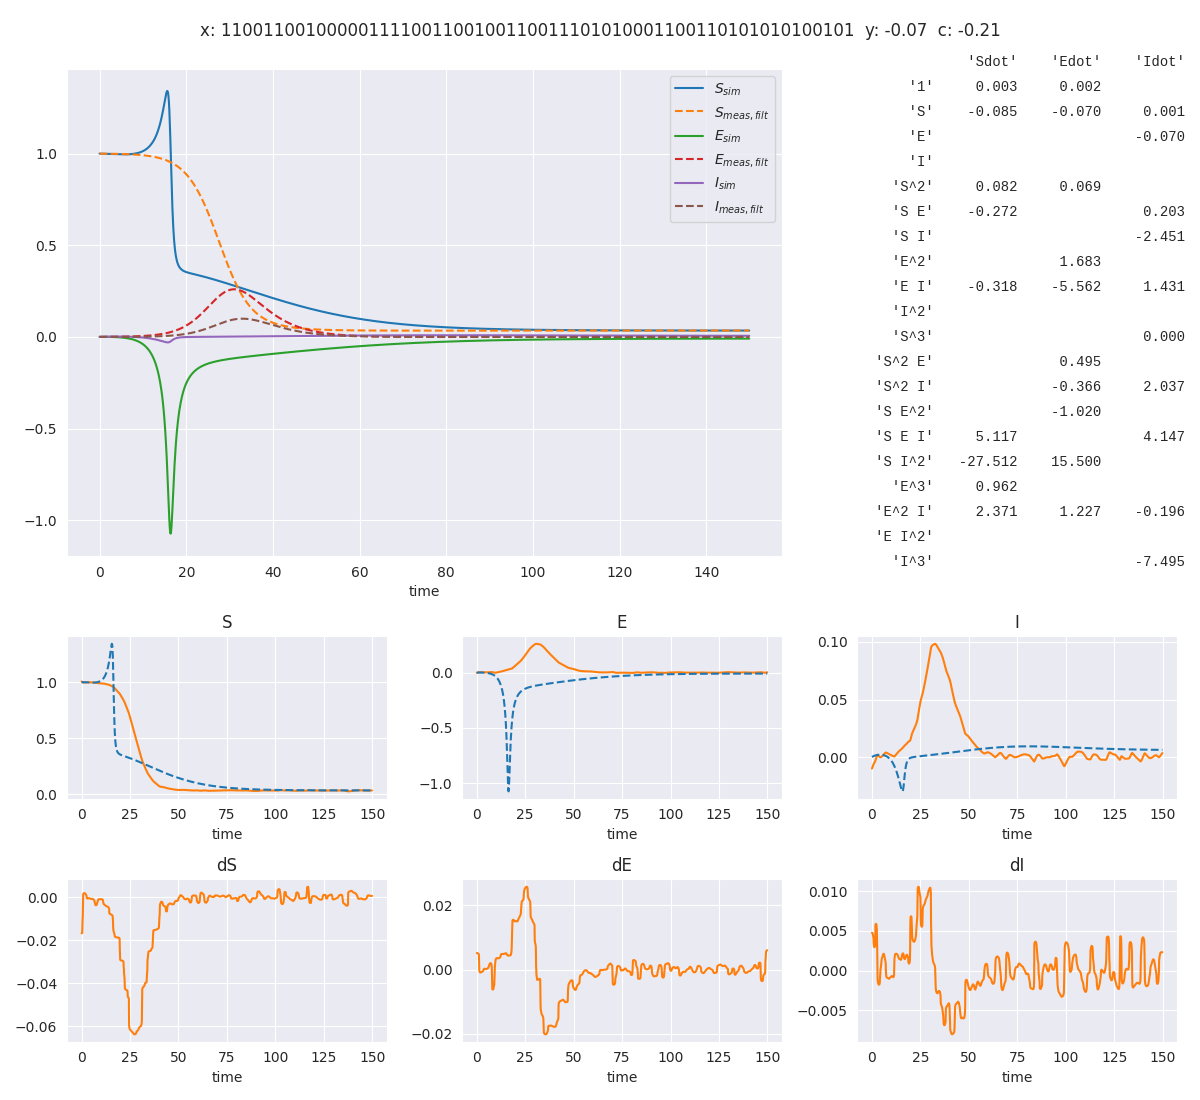 x: 110011001000001111001100100110011101010001100110101010100101 y: -0.07 c: -0.21
'Sdot' 'Edot' 'Idot'
'1' 0.003 0.002
'S' -0.085 -0.070 0.001
'E' -0.070
'I'
'S^2' 0.082 0.069
'S E' -0.272 0.203
'S I' -2.451
'E^2' 1.683
'E I' -0.318 -5.562 1.431
'I^2'
'S^3' 0.000
'S^2 E' 0.495
'S^2 I' -0.366 2.037
'S E^2' -1.020
'S E I' 5.117 4.147
'S I^2' -27.512 15.500
'E^3' 0.962
'E^2 I' 2.371 1.227 -0.196
'E I^2'
'I^3' -7.495
S_sim
S_meas,filt
E_sim
E_meas,filt
I_sim
I_meas,filt
1.0
0.5
0.0
−0.5
−1.0
0 20 40 60 80 100 120 140
time
S
1.0
0.5
0.0
0 25 50 75 100 125 150
time
E
0.0
−0.5
−1.0
0 25 50 75 100 125 150
time
I
0.10
0.05
0.00
0 25 50 75 100 125 150
time
dS
0.00
−0.02
−0.04
−0.06
0 25 50 75 100 125 150
time
dE
0.02
0.00
−0.02
0 25 50 75 100 125 150
time
dI
0.010
0.005
0.000
−0.005
0 25 50 75 100 125 150
time